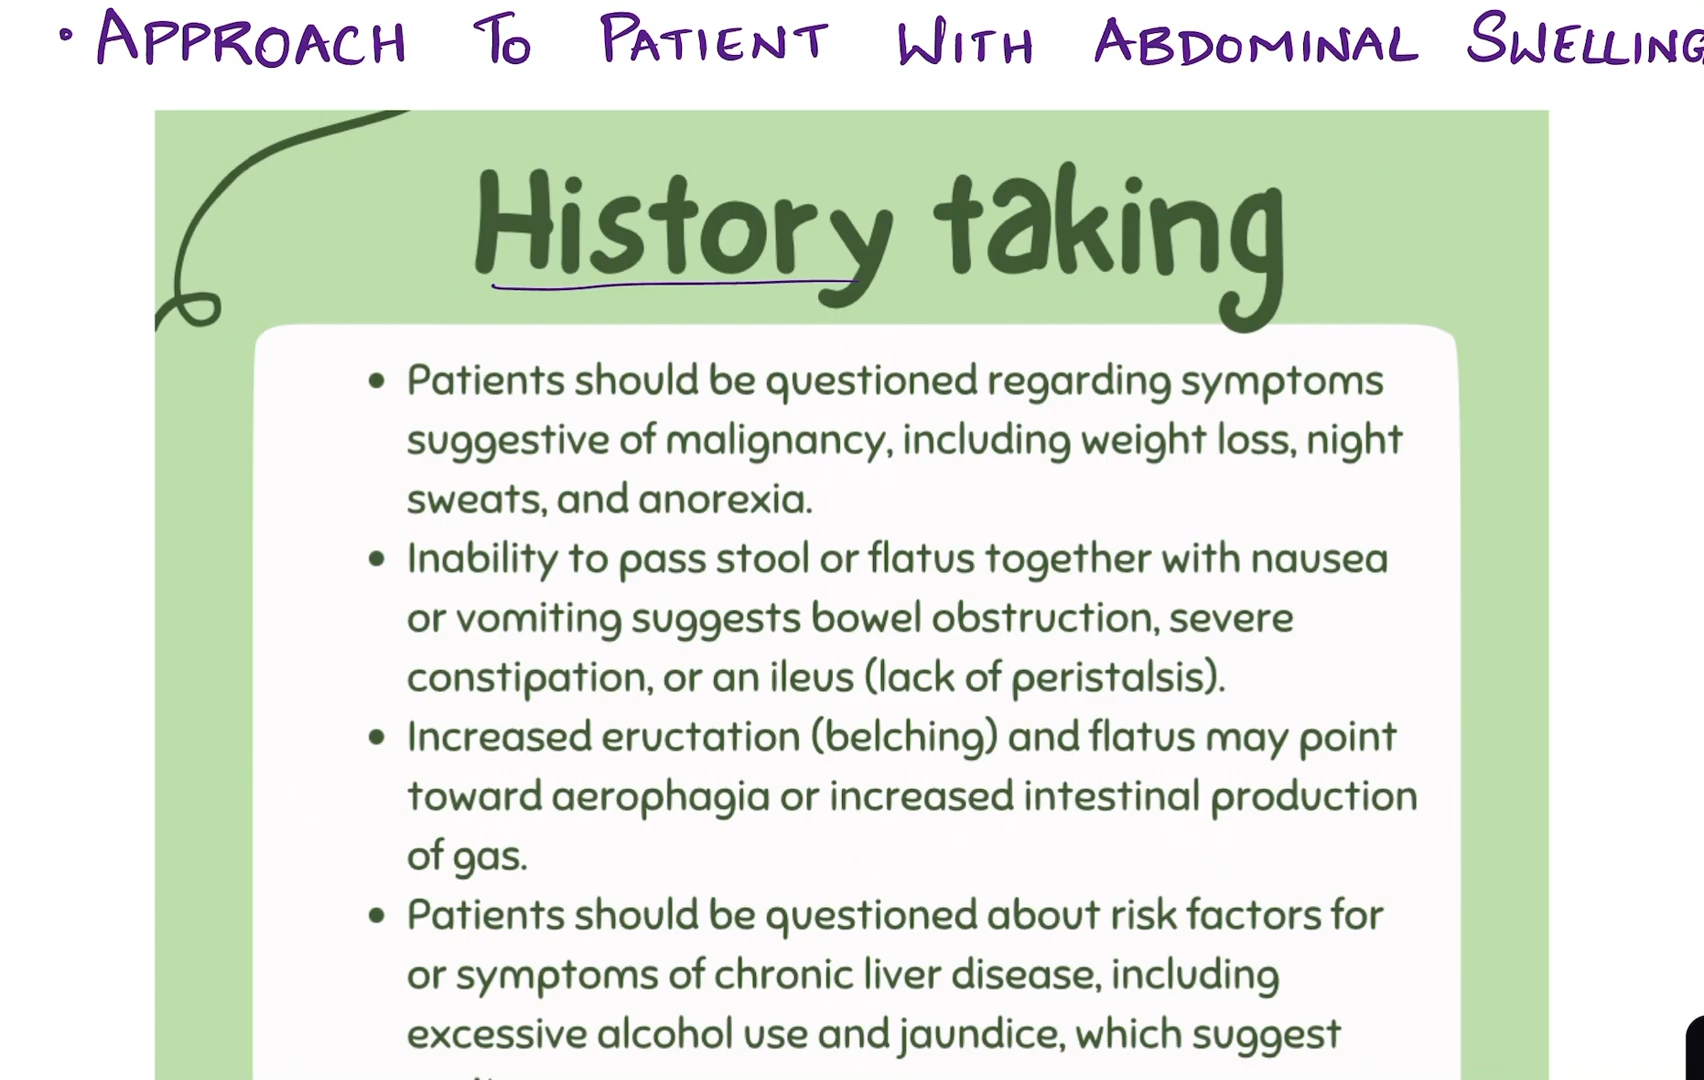 • APPROACH TO PATIENT WITH ABDOMINAL SWELLING
History taking
• Patients should be questioned regarding symptoms
suggestive of malignancy, including weight loss, night
sweats, and anorexia.
• Inability to pass stool or flatus together with nausea
or vomiting suggests bowel obstruction, severe
constipation, or an ileus (lack of peristalsis).
• Increased eructation (belching) and flatus may point
toward aerophagia or increased intestinal production
of gas.
• Patients should be questioned about risk factors for
or symptoms of chronic liver disease, including
excessive alcohol use and jaundice, which suggest